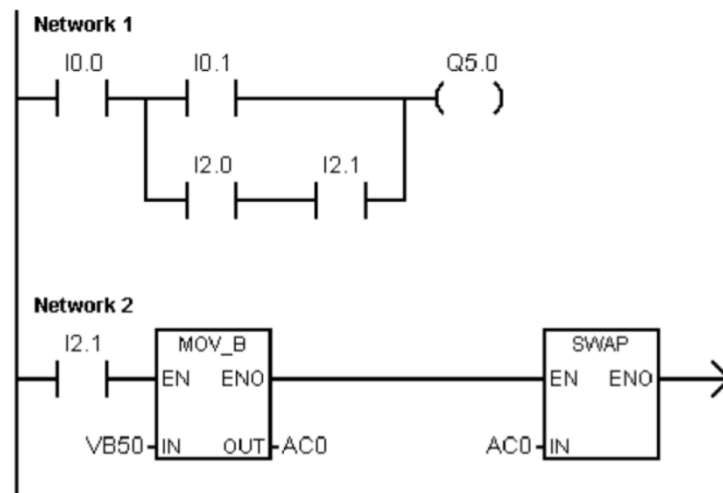 Network 1
I0.0 I0.1 Q5.0
I2.0 I2.1
Network 2
I2.1 MOV_B SWAP
EN ENO EN ENO
VB50 IN OUT AC0 AC0 IN